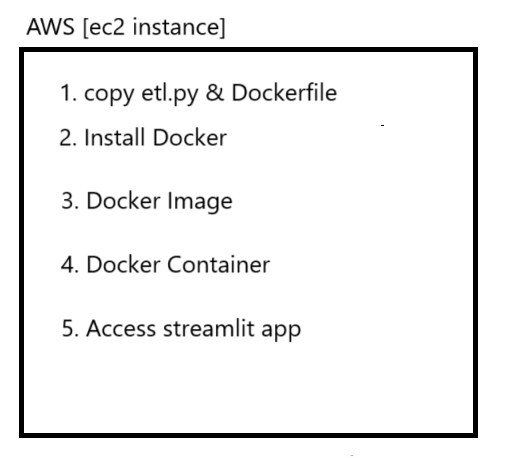 AWS [ec2 instance]
1. copy etl.py & Dockerfile
2. Install Docker
3. Docker Image
4. Docker Container
5. Access streamlit app